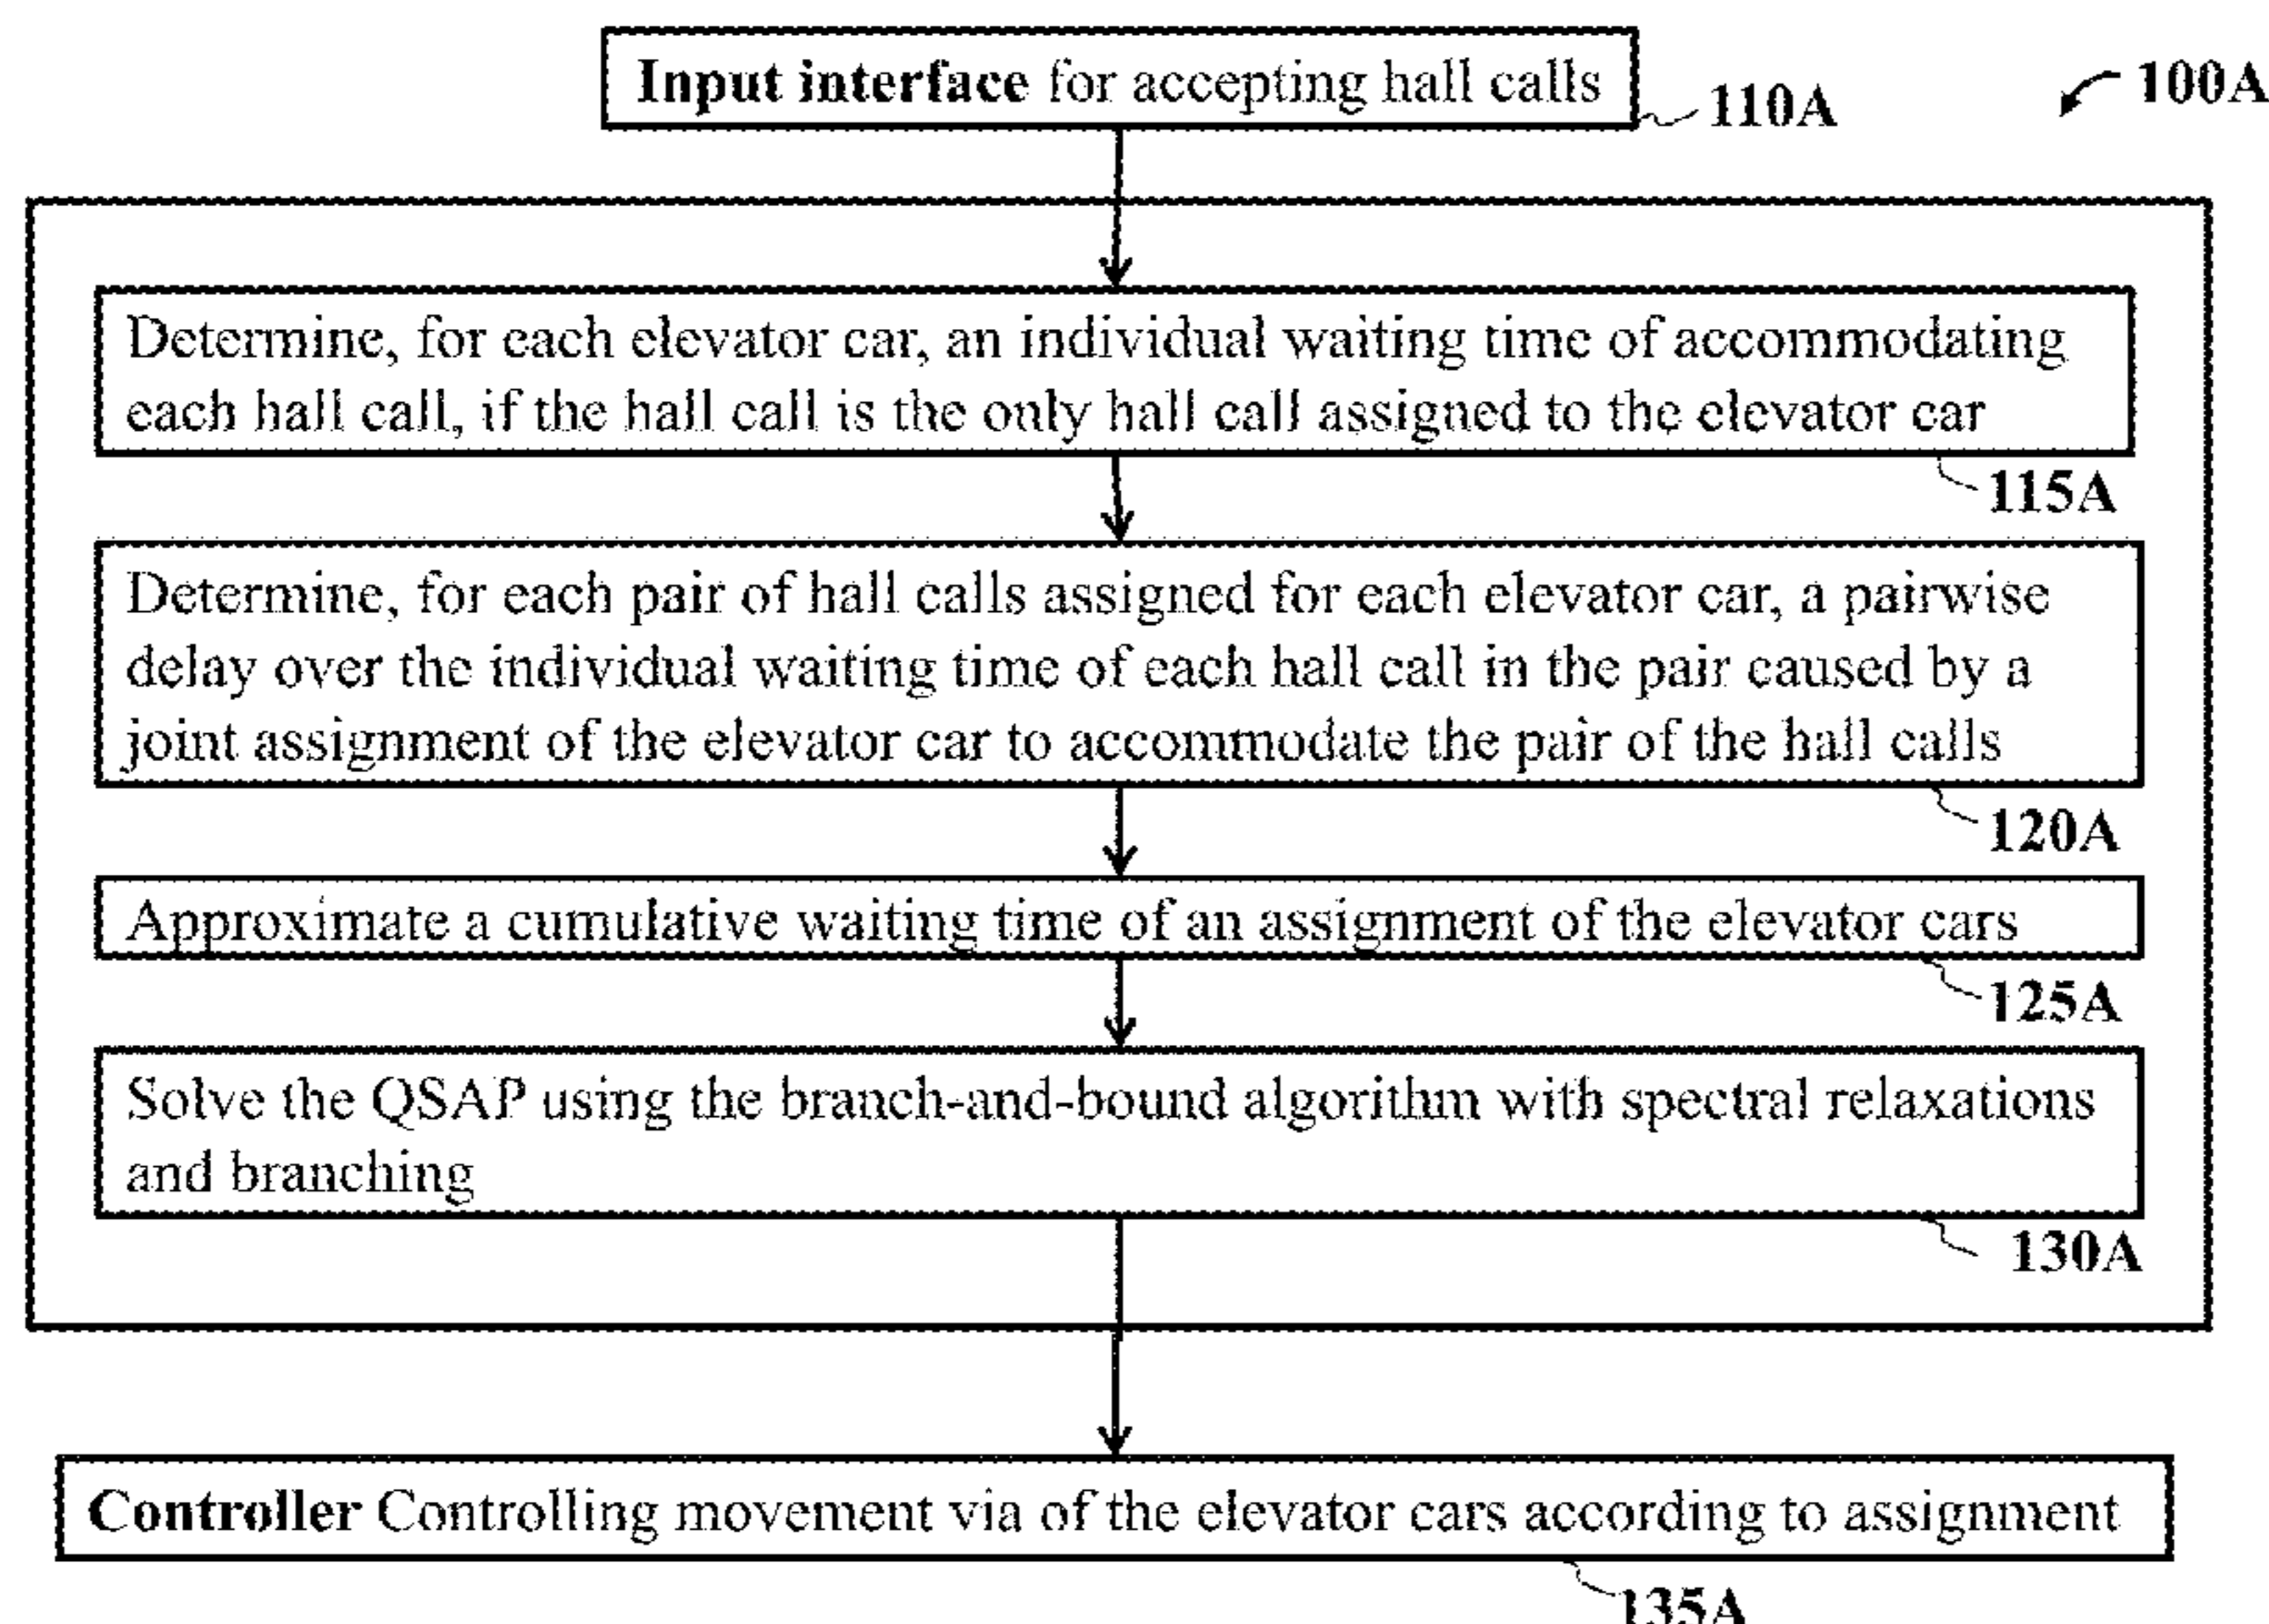 Input interface for accepting hall calls
110A
100A
Determine, for each elevator car, an individual waiting time of accommodating
each hall call, if the hall call is the only hall call assigned to the elevator car
115A
Determine, for each pair of hall calls assigned for each elevator car, a pairwise
delay over the individual waiting time of each hall call in the pair caused by a
joint assignment of the elevator car to accommodate the pair of the hall calls
120A
Approximate a cumulative waiting time of an assignment of the elevator cars
125A
Solve the QSAP using the branch-and-bound algorithm with spectral relaxations
and branching
130A
Controller Controlling movement via of the elevator cars according to assignment
135A